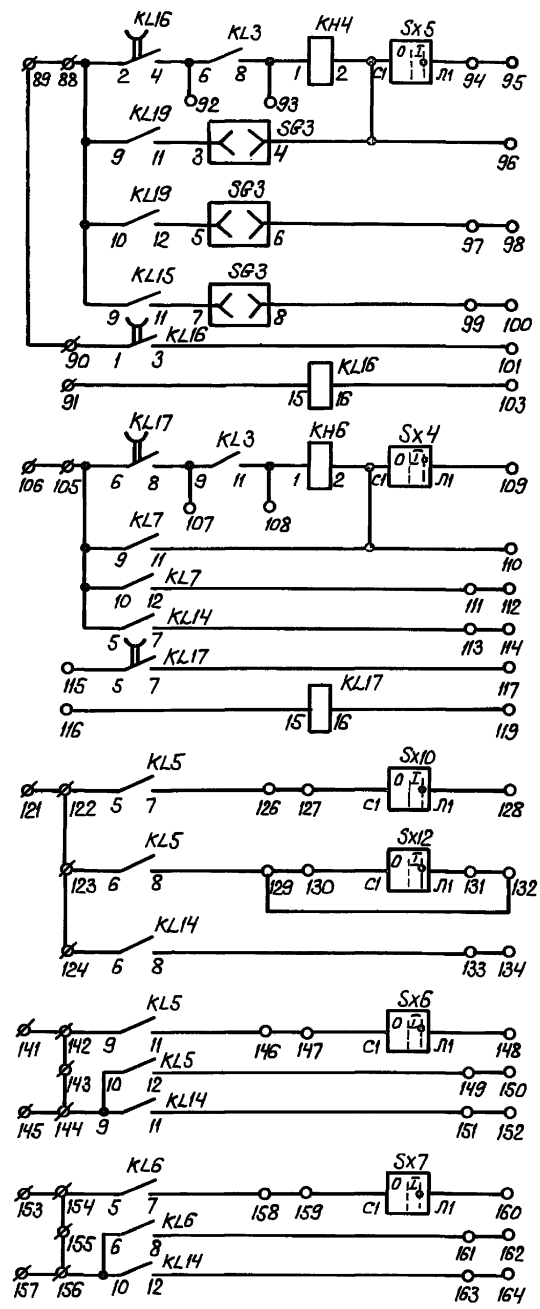 KL16 KL3 KH4 SX5
O I
89 88 2 4 6 8 1 2 C1 Л1 94 95
92 93
KL19 SG3
9 11 3 4 96
KL19 SG3
10 12 5 6 97 98
KL15 SG3
9 11 7 8 99 100
KL16
90 1 3 101
KL16
91 15 16 103
KL17 KL3 KH6 SX4
O I
106 105 6 8 9 11 1 2 C1 Л1 109
107 108
KL7
9 11 110
KL7
10 12 111 112
KL14
5 7 113 114
KL17
115 5 7 117
KL17
116 15 16 119
KL5 SX10
O I
121 122 5 7 126 127 C1 Л1 128
KL5 SX12
O I
123 6 8 129 130 C1 Л1 131 132
KL14
124 6 8 133 134
KL5 SX6
O I
141 142 9 11 146 147 C1 Л1 148
KL5
143 10 12 149 150
KL14
145 144 9 11 151 152
KL6 SX7
O I
153 154 5 7 158 159 C1 Л1 160
KL6
155 6 8 161 162
KL14
157 156 10 12 163 164